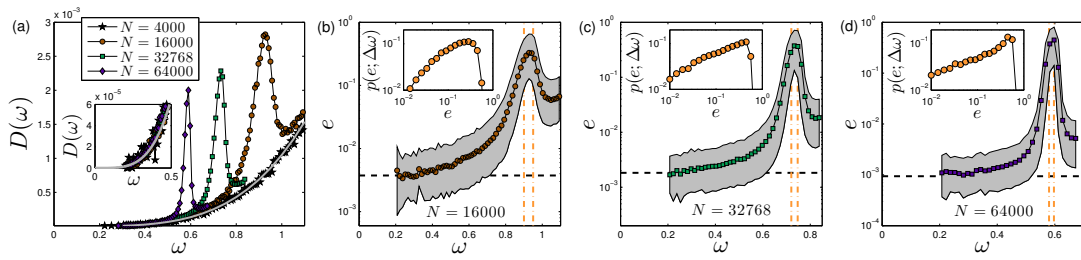 (a)
3 x 10⁻³
2.5
2
1.5
1
0.5
D(ω)
N = 4000
N = 16000
N = 32768
N = 64000
6 x 10⁻⁵
4
2
0
D(ω)
0 ω 0.5
0 0.2 0.4 0.6 0.8 1
ω
(b)
10⁰
10⁻¹
10⁻²
10⁻³
e
p(e; Δω)
10⁻¹
10⁻²
10⁻² 10⁻¹ 10⁰
e
N = 16000
0 0.2 0.4 0.6 0.8 1
ω
(c)
10⁰
10⁻¹
10⁻²
10⁻³
e
p(e; Δω)
10⁻¹
10⁻²
10⁻² 10⁻¹ 10⁰
e
N = 32768
0 0.2 0.4 0.6 0.8
ω
(d)
10⁰
10⁻¹
10⁻²
10⁻³
10⁻⁴
e
p(e; Δω)
10⁻¹
10⁻²
10⁻² 10⁻¹ 10⁰
e
N = 64000
0 0.2 0.4 0.6
ω